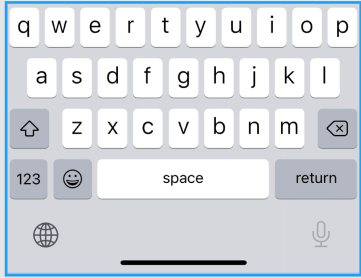 q w e r t y u i o p
a s d f g h j k l
z x c v b n m
123 space return